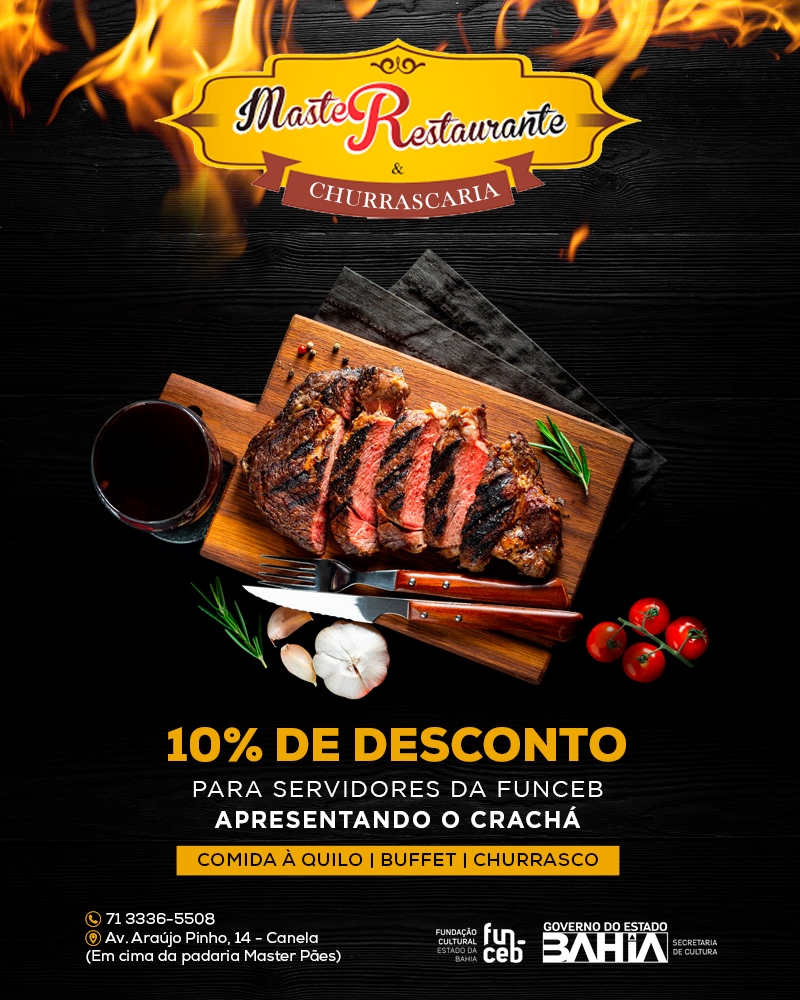 Master Restaurante
&
CHURRASCARIA
10% DE DESCONTO
PARA SERVIDORES DA FUNCEB
APRESENTANDO O CRACHÁ
COMIDA À QUILO | BUFFET | CHURRASCO
71 3336-5508
Av. Araújo Pinho, 14 - Canela
(Em cima da padaria Master Pães)
FUNDAÇÃO
CULTURAL
ESTADO DA
BAHIA
fun-
ceb
GOVERNO DO ESTADO
BAHIA
SECRETARIA
DE CULTURA